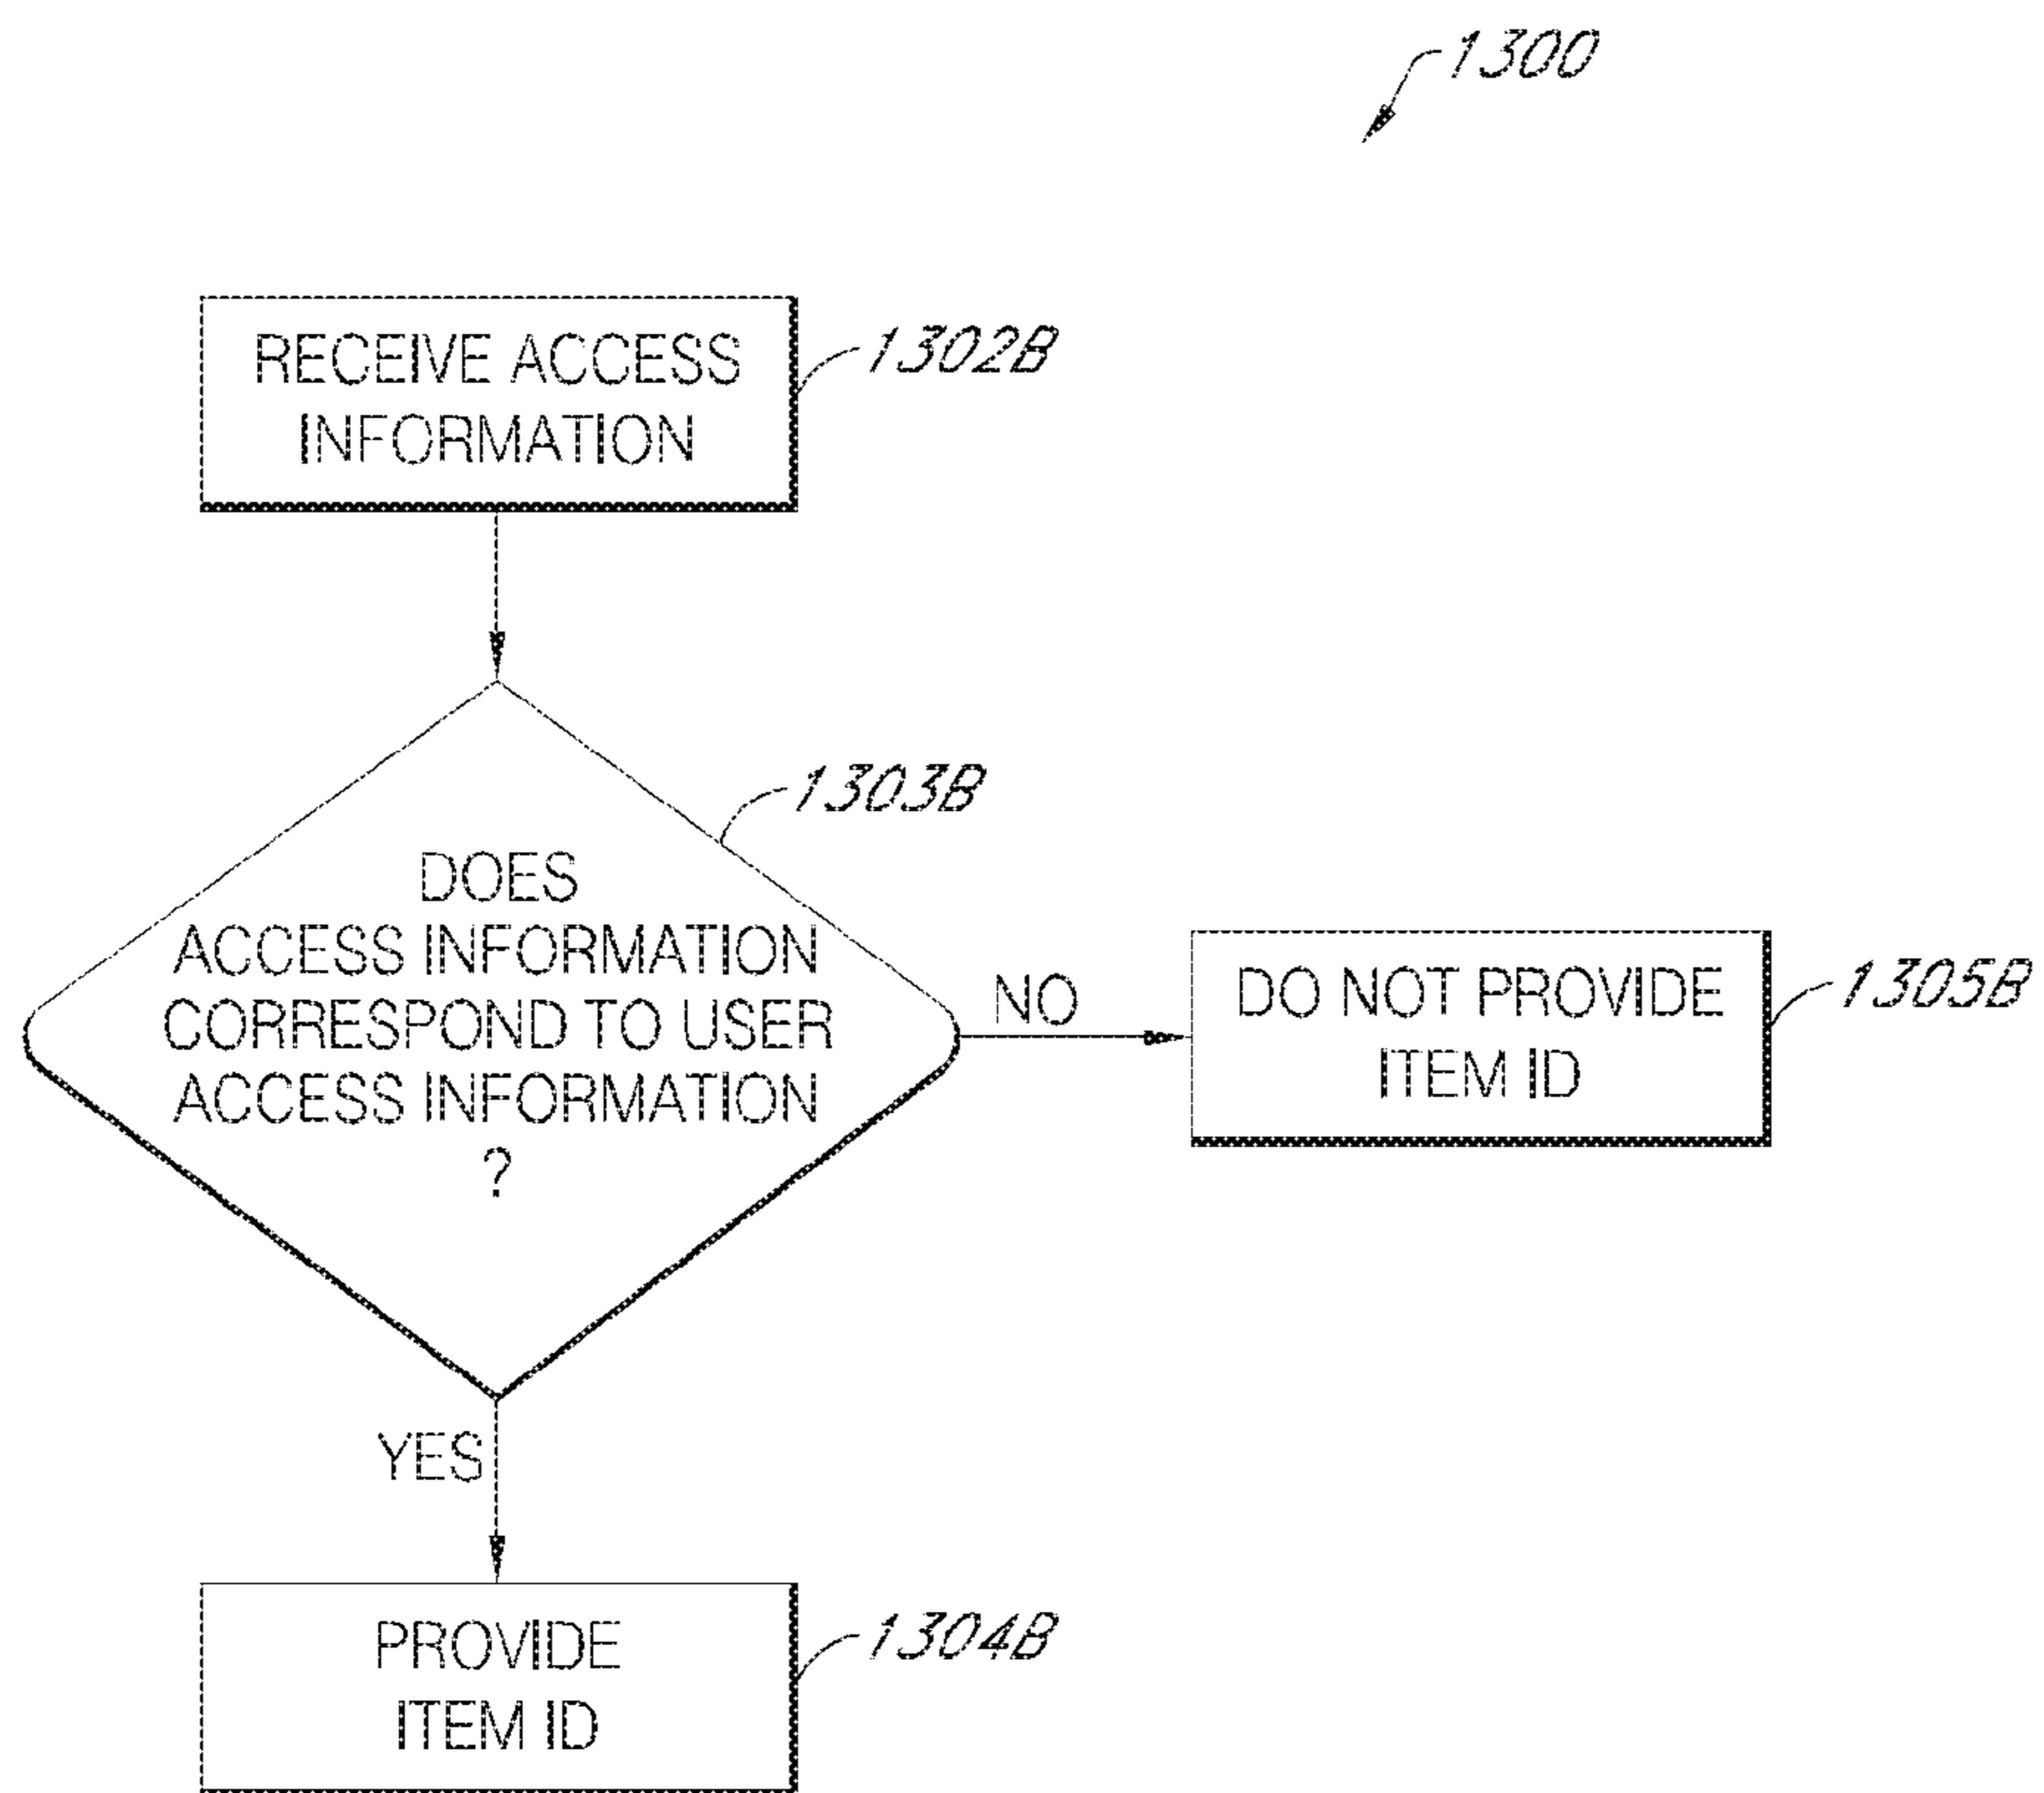 1300
RECEIVE ACCESS
INFORMATION
1302B
1303B
DOES
ACCESS INFORMATION
CORRESPOND TO USER
ACCESS INFORMATION
?
NO
DO NOT PROVIDE
ITEM ID
1305B
YES
PROVIDE
ITEM ID
1304B